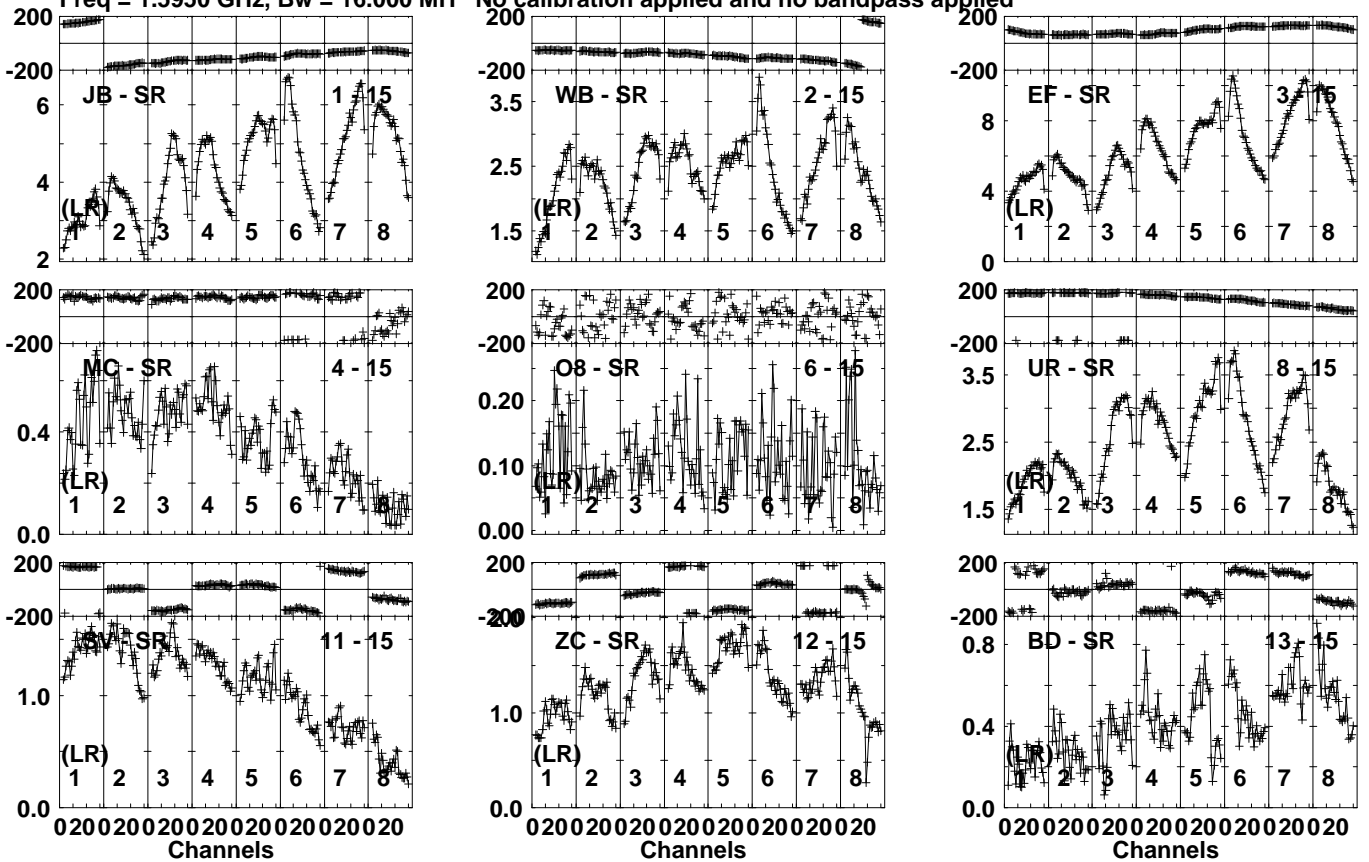 Freq = 1.5950 GHz, Bw = 16.000 MH No calibration applied and no bandpass applied
200 200 200
-200 -200 -200
JB - SR 1 - 15 WB - SR 2 - 15 EF - SR 3 - 15
6 3.5 8
4 2.5 4
(LR) (LR) (LR)
1 2 3 4 5 6 7 8 1 2 3 4 5 6 7 8 1 2 3 4 5 6 7 8
2 1.5 0
200 200 200
-200 -200 -200
MC - SR 4 - 15 O8 - SR 6 - 15 UR - SR 8 - 15
0.4 0.20 3.5
0.10 2.5
(LR) (LR) (LR)
1 2 3 4 5 6 7 8 1 2 3 4 5 6 7 8 1 2 3 4 5 6 7 8
0.0 0.00 1.5
200 200 200
-200 -200 2.0 -200
SV - SR 11 - 15 ZC - SR 12 - 15 BD - SR 13 - 15
1.0 1.0 0.8
0.4
(LR) (LR) (LR)
1 2 3 4 5 6 7 8 1 2 3 4 5 6 7 8 1 2 3 4 5 6 7 8
0.0 0.0 0.0
0 20 0 20 0 20 0 20 0 20 0 20 0 20 0 20 0 20 0 20 0 20 0 20 0 20 0 20 0 20 0 20 0 20 0 20 0 20 0 20 0 20 0 20 0 20 0 20
Channels Channels Channels